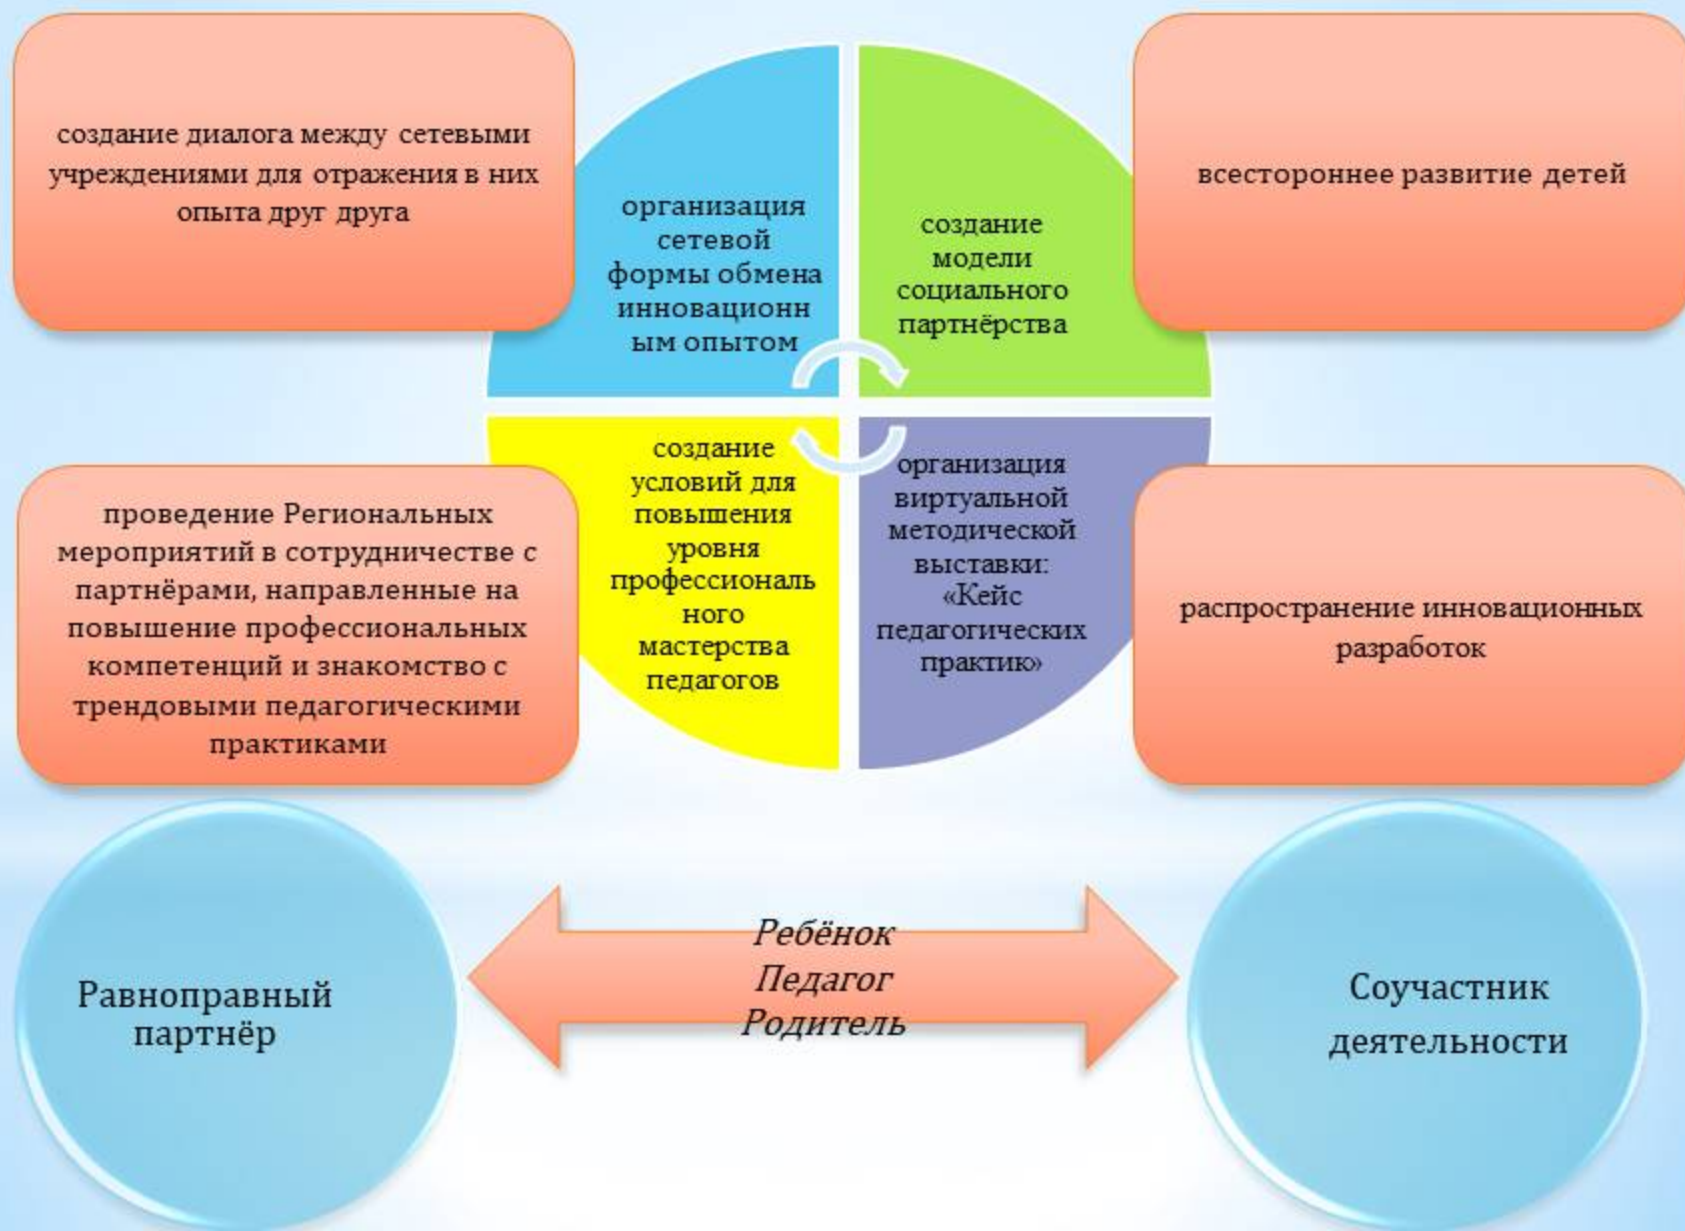 создание диалога между сетевыми
учреждениями для отражения в них
опыта друг друга
организация
сетевой
формы обмена
инновационн
ым опытом
создание
модели
социального
партнёрства
всестороннее развитие детей
проведение Региональных
мероприятий в сотрудничестве с
партнёрами, направленные на
повышение профессиональных
компетенций и знакомство с
трендовыми педагогическими
практиками
создание
условий для
повышения
уровня
профессиональ
ного
мастерства
педагогов
организация
виртуальной
методической
выставки:
«Кейс
педагогических
практик»
распространение инновационных
разработок
Равноправный
партнёр
Ребёнок
Педагог
Родитель
Соучастник
деятельности